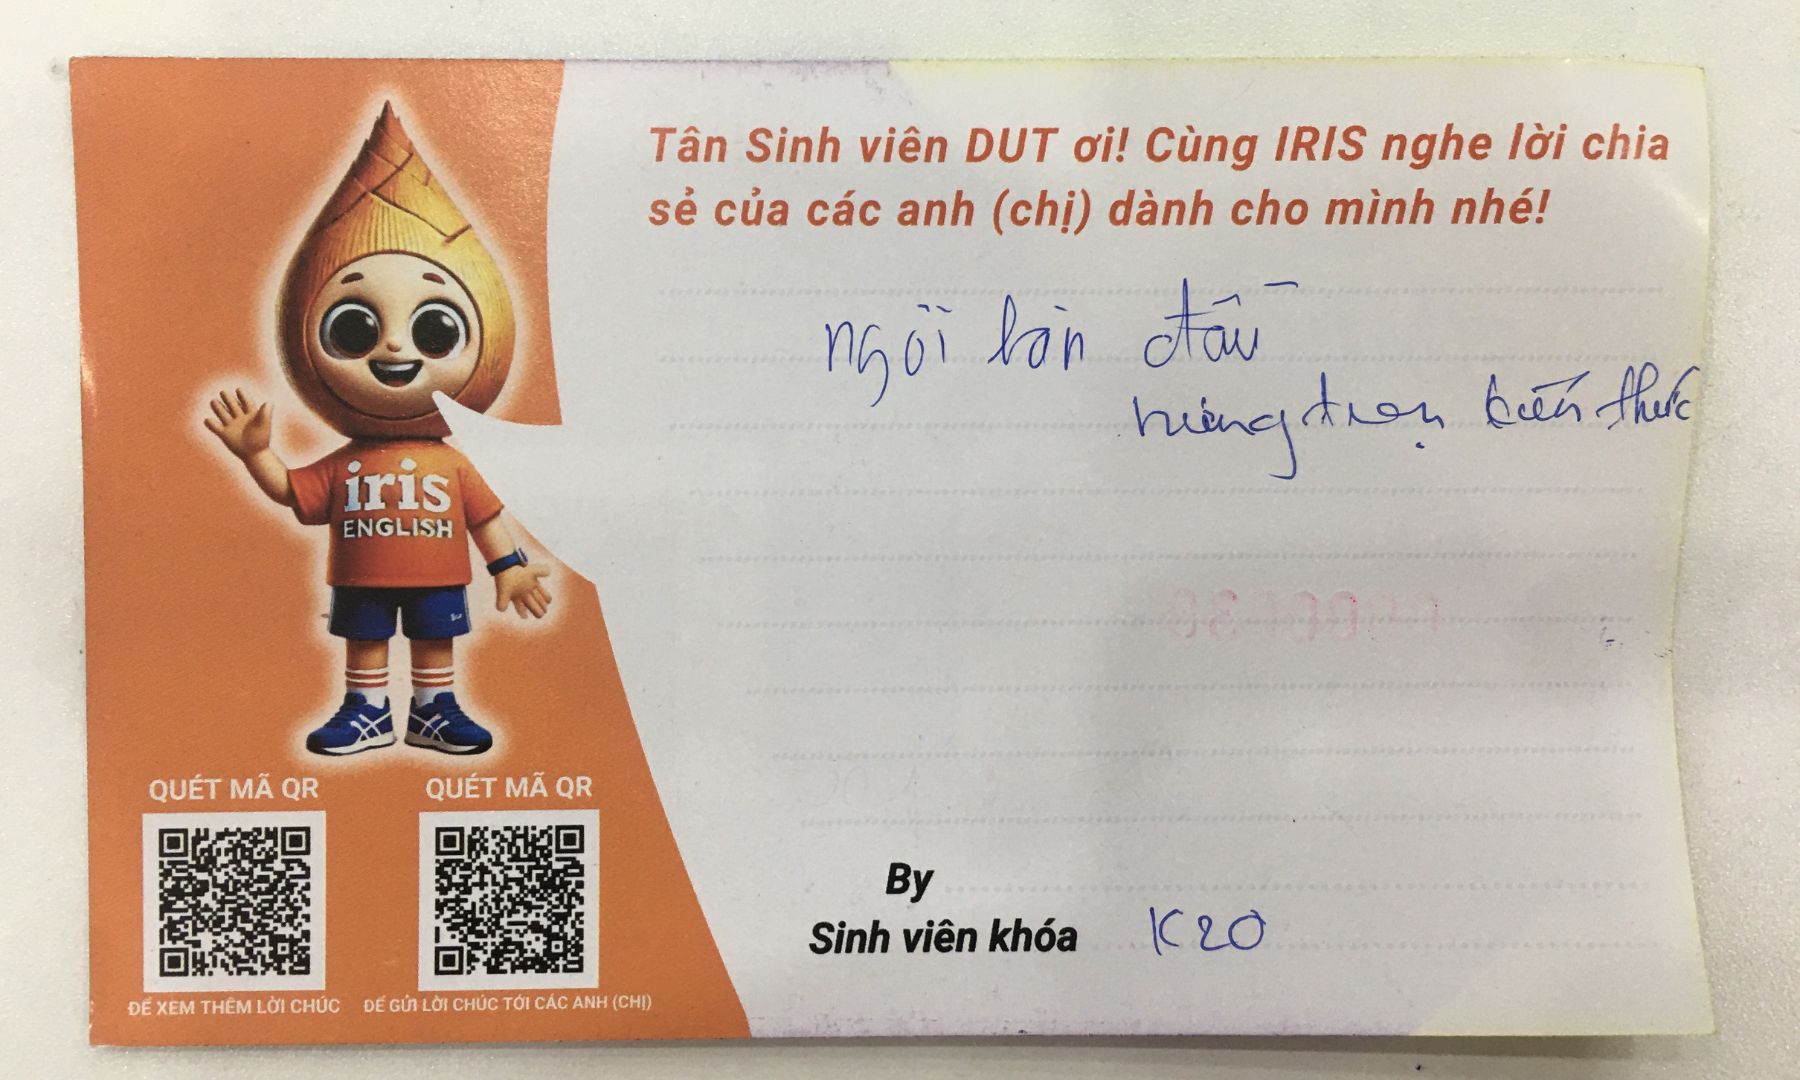 Tân Sinh viên DUT ơi! Cùng IRIS nghe lời chia
sẻ của các anh (chị) dành cho mình nhé!
ngồi bàn đầu
hứng trọn kiến thức
iris
ENGLISH
QUÉT MÃ QR
QUÉT MÃ QR
ĐỂ XEM THÊM LỜI CHÚC
ĐỂ GỬI LỜI CHÚC TỚI CÁC ANH (CHỊ)
By
Sinh viên khóa K20